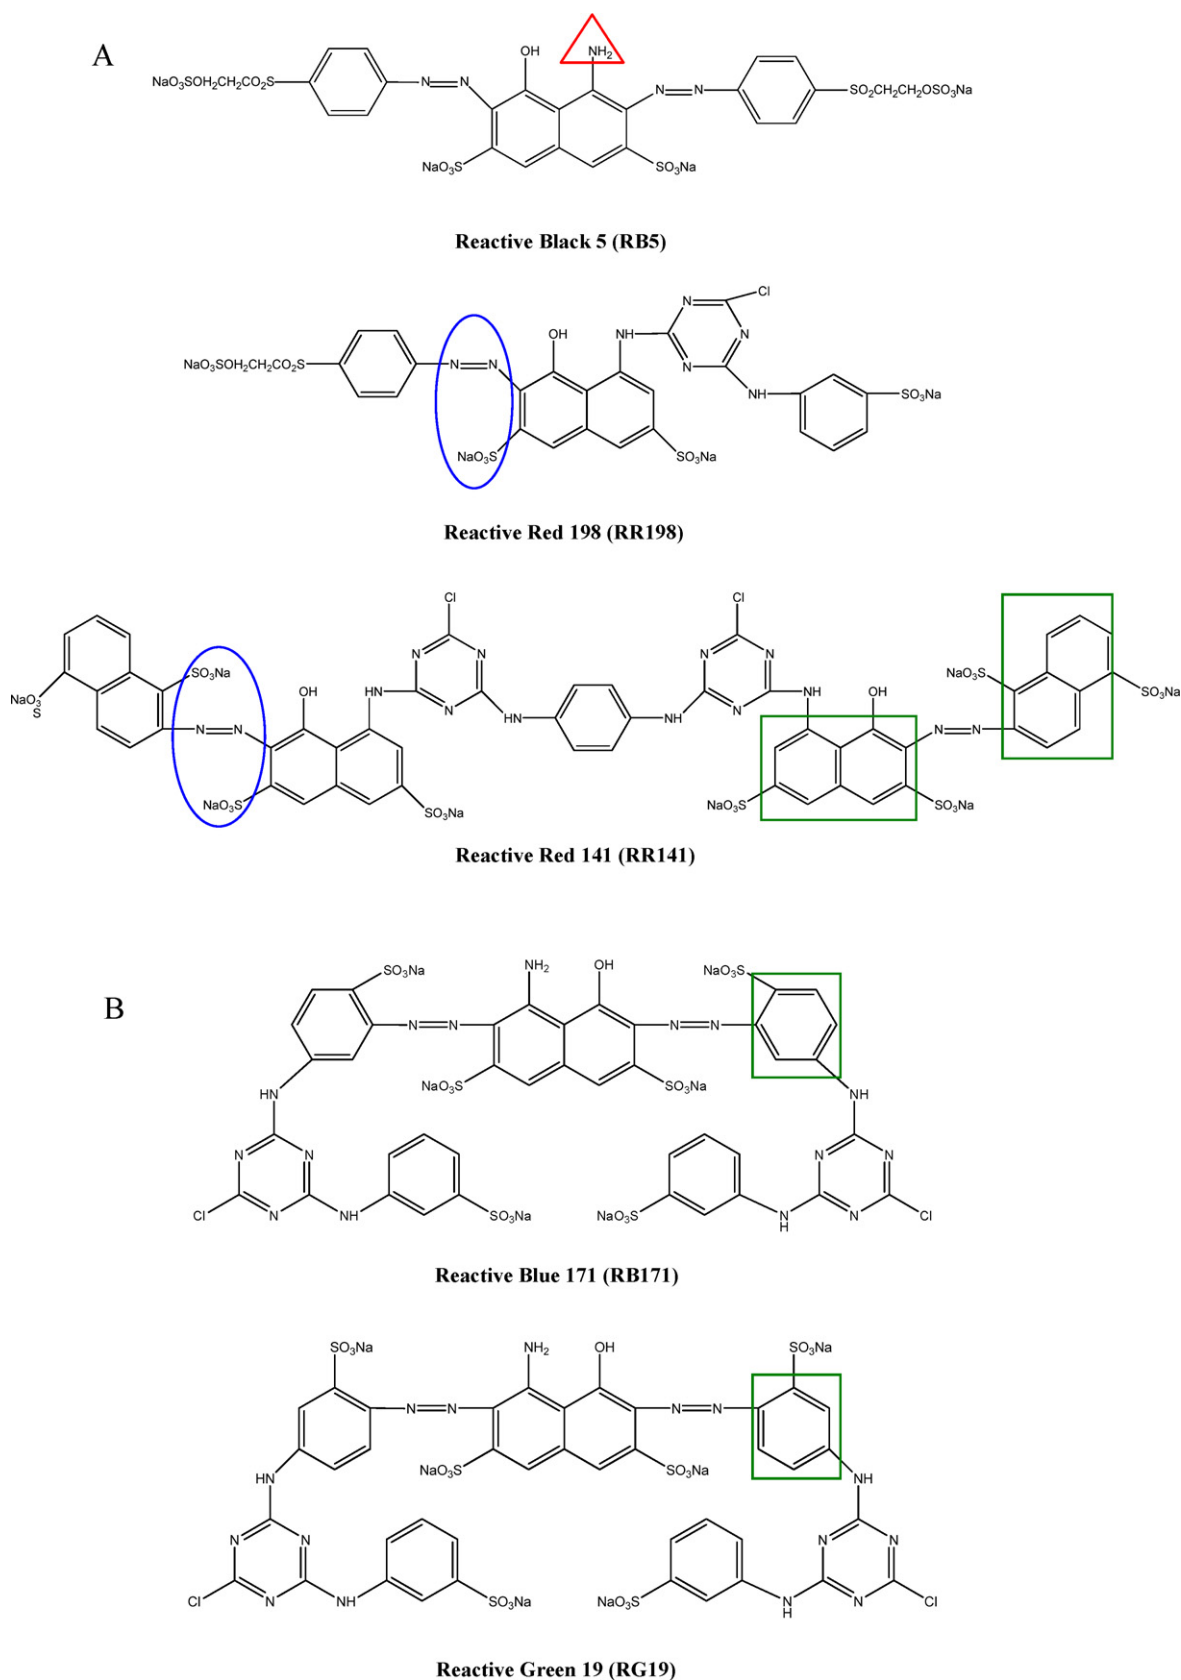 A
OH
NH2
NaO3SOH2CH2CO2S
N
N
N
N
SO2CH2CH2OSO3Na
NaO3S
SO3Na
Reactive Black 5 (RB5)
Cl
N
N
OH
NH
N
N
N
NaO3SOH2CH2CO2S
NH
SO3Na
NaO3S
SO3Na
Reactive Red 198 (RR198)
Cl
Cl
N
N
N
N
SO3Na
NaO3S
NaO3S
S
SO3Na
OH
HN
N
NH
NH
N
NH
OH
N
N
N
N
NaO3S
SO3Na
NaO3S
SO3Na
Reactive Red 141 (RR141)
B
SO3Na
NH2
OH
NaO3S
N
N
N
N
NaO3S
SO3Na
HN
NH
N
N
N
N
Cl
N
NH
SO3Na
NaO3S
N
H
N
Cl
Reactive Blue 171 (RB171)
SO3Na
NH2
OH
SO3Na
N
N
N
N
NaO3S
SO3Na
HN
NH
N
N
N
N
Cl
N
NH
SO3Na
NaO3S
N
H
N
Cl
Reactive Green 19 (RG19)